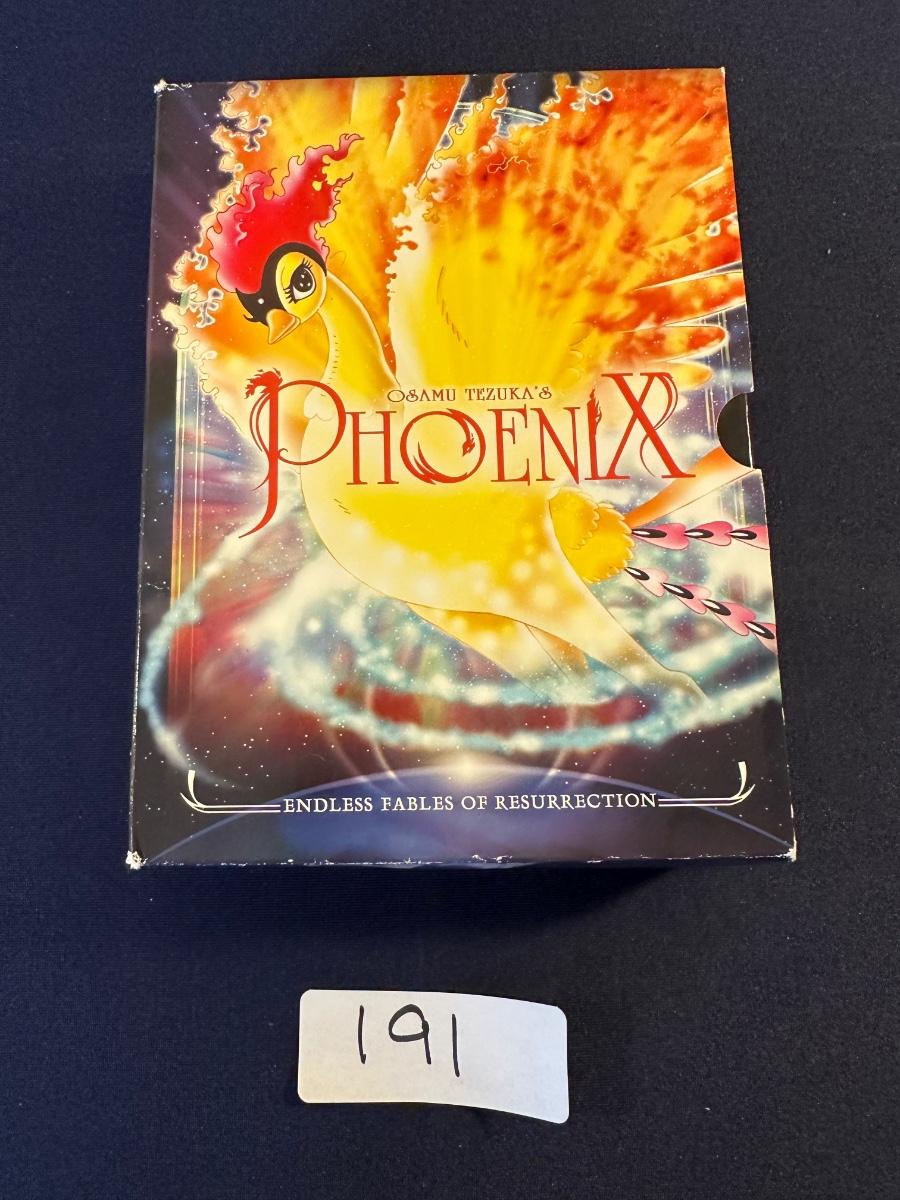 OSAMU TEZUKA'S
PHOENIX
ENDLESS FABLES OF RESURRECTION
191